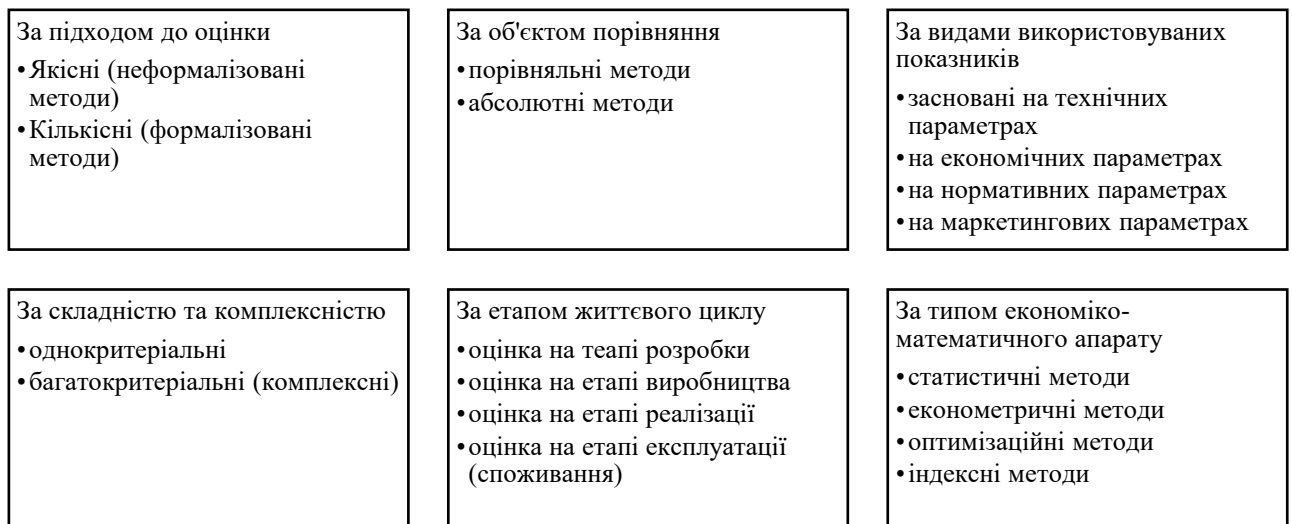 За підходом до оцінки
•Якісні (неформалізовані
методи)
•Кількісні (формалізовані
методи)
За об'єктом порівняння
•порівняльні методи
•абсолютні методи
За видами використовуваних
показників
•засновані на технічних
параметрах
•на економічних параметрах
•на нормативних параметрах
•на маркетингових параметрах
За складністю та комплексністю
•однокритеріальні
•багатокритеріальні (комплексні)
За етапом життєвого циклу
•оцінка на теапі розробки
•оцінка на етапі виробництва
•оцінка на етапі реалізації
•оцінка на етапі експлуатації
(споживання)
За типом економіко-
математичного апарату
•статистичні методи
•економетричні методи
•оптимізаційні методи
•індексні методи